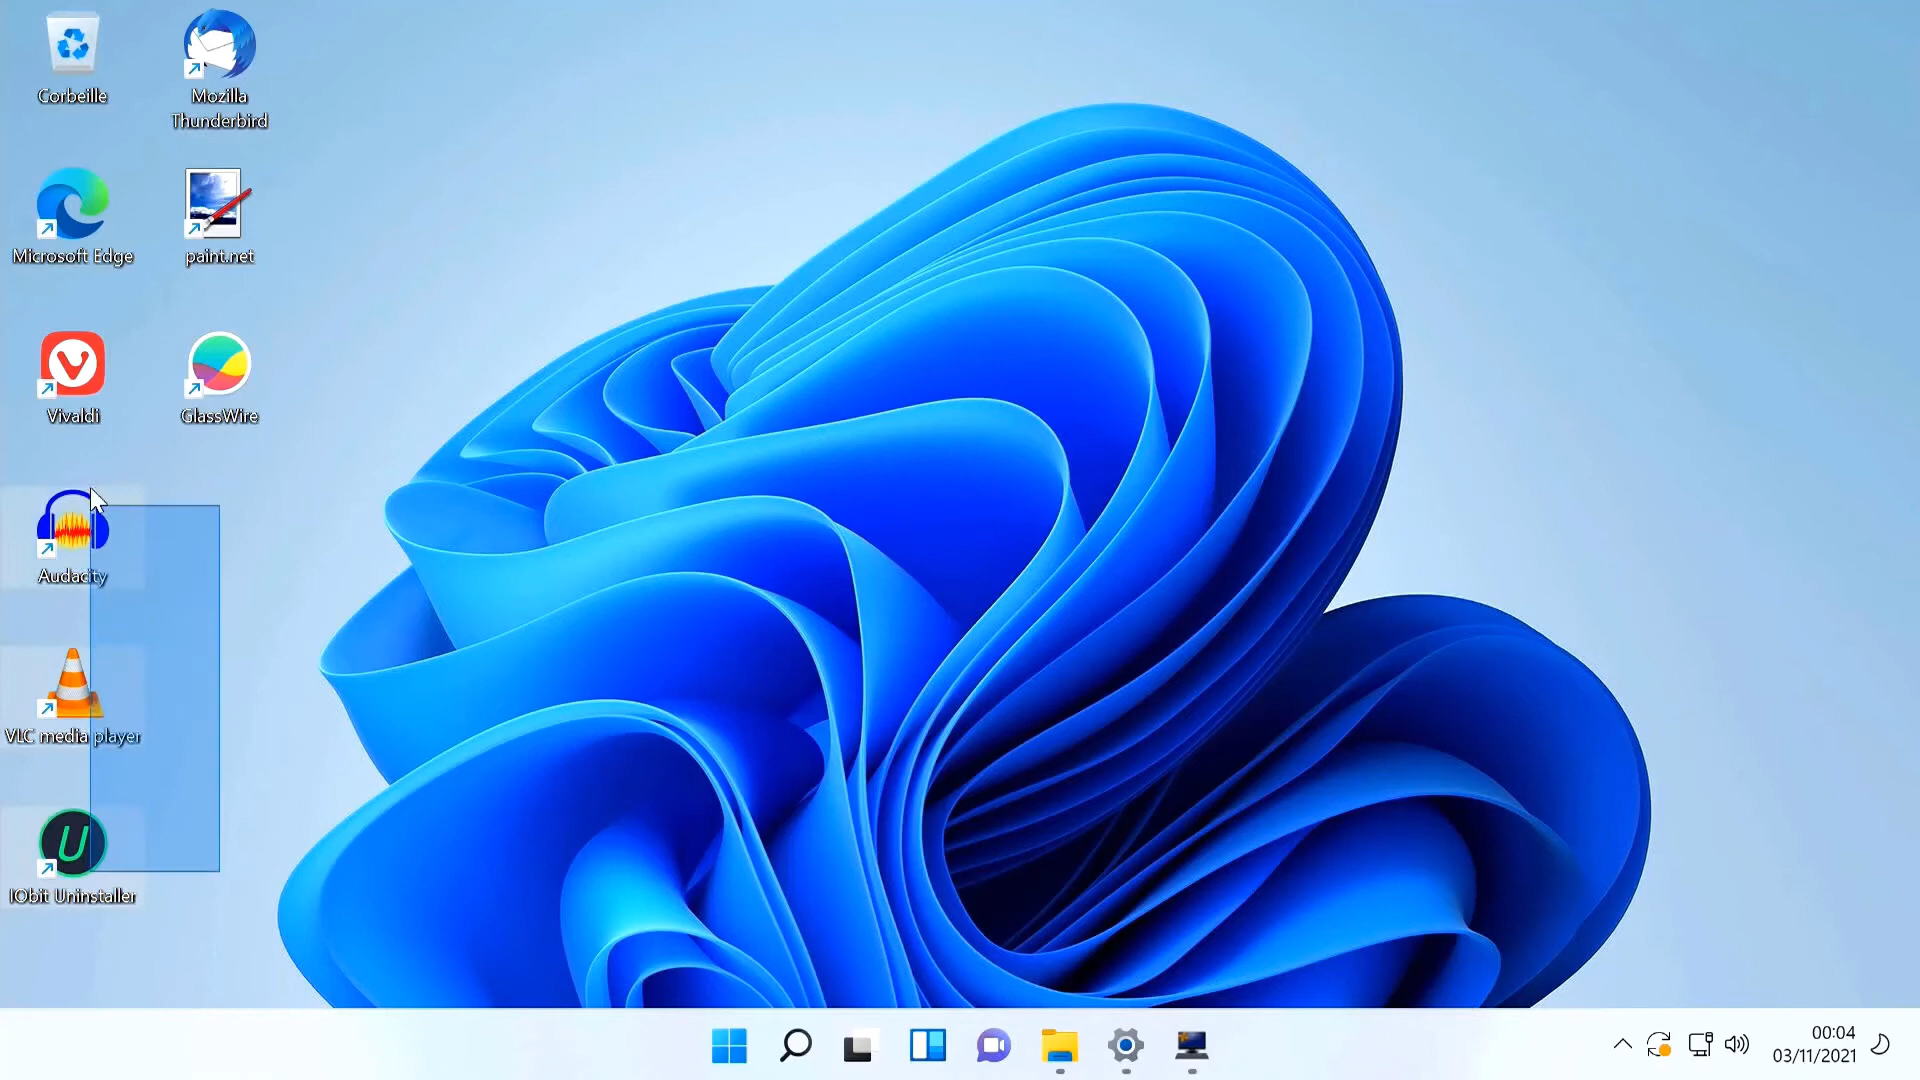 Corbeille
Mozilla
Thunderbird
Microsoft Edge
paint.net
Vivaldi
GlassWire
Audacity
VLC media player
IObit Uninstaller
00:04
03/11/2021